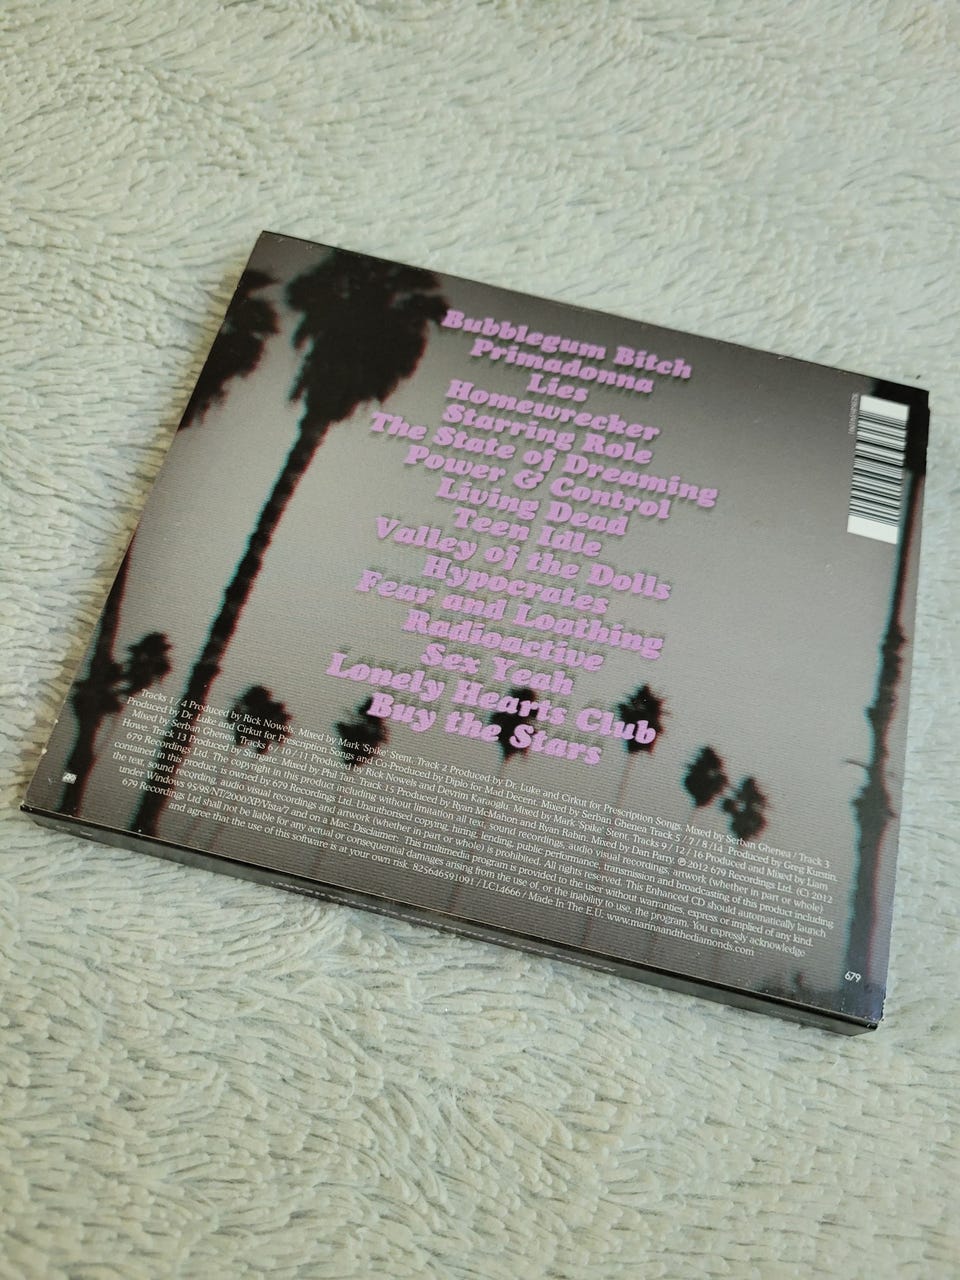 Bubblegum Bitch
Primadonna
Lies
Homewrecker
Starring Role
The State of Dreaming
Power & Control
Living Dead
Teen Idle
Valley of the Dolls
Hypocrates
Fear and Loathing
Radioactive
Sex Yeah
Lonely Hearts Club
Buy the Stars
Tracks 1 / 4 Produced by Rick Nowels. Mixed by Mark 'Spike' Stent. Track 2 Produced by Dr. Luke and Cirkut for Prescription Songs. Mixed by Serban Ghenea / Track 3
Produced by Dr. Luke and Cirkut for Prescription Songs and Co-Produced by Diplo for Mad Decent. Mixed by Serban Ghenea Track 5 / 7 / 8 /14 Produced by Greg Kurstin.
Mixed by Serban Ghenea. Tracks 6 / 10 / 11 Produced by Rick Nowels and Devrim Karaoglu. Mixed by Mark 'Spike' Stent. Tracks 9 / 12 / 16 Produced and Mixed by Liam
Howe. Track 13 Produced by Stargate. Mixed by Phil Tan. Track 15 Produced by Ryan McMahon and Ryan Rabin. Mixed by Dan Parry. ℗ 2012 679 Recordings Ltd. (C) 2012
679 Recordings Ltd. The copyright in this product including without limitation all text, sound recordings, audio visual recordings, artwork (whether in part or whole)
contained in this product, is owned by 679 Recordings Ltd. Unauthorised copying, hiring, lending, public performance, transmission and broadcasting of this product including
the text, sound recording, audio visual recordings and artwork (whether in part or whole) is prohibited. All rights reserved. This Enhanced CD should automatically launch
under Windows 95/98/NT/2000/XP/Vista/7 and on a Mac. Disclaimer: This multimedia program is provided to the user without warranties, express or implied of any kind.
679 Recordings Ltd shall not be liable for any actual or consequential damages arising from the use of, or the inability to use, the program. You expressly acknowledge
and agree that the use of this software is at your own risk. 825646591091 / LC14666 / Made In The E.U. www.marinaandthediamonds.com
679